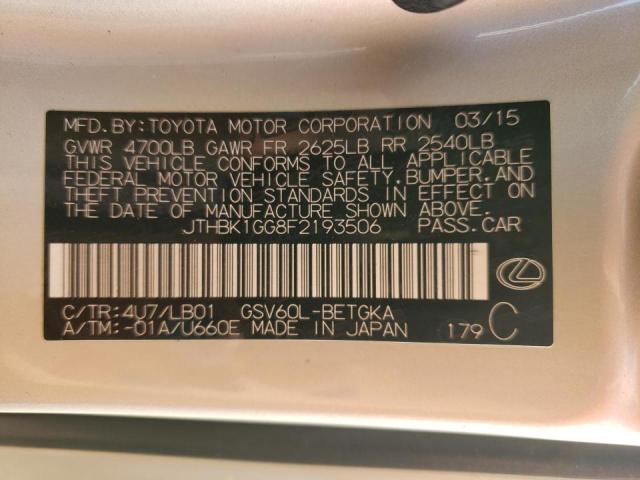 MFD.BY:TOYOTA MOTOR CORPORATION 03/15
GVWR 4700LB GAWR FR 2625LB RR 2540LB
THIS VEHICLE CONFORMS TO ALL APPLICABLE
FEDERAL MOTOR VEHICLE SAFETY,BUMPER,AND
THEFT PREVENTION STANDARDS IN EFFECT ON
THE DATE OF MANUFACTURE SHOWN ABOVE.
JTHBK1GG8F2193506 PASS.CAR
C/TR:4U7/LB01 GSV60L-BETGKA
A/TM:-01A/U660E MADE IN JAPAN 179 C